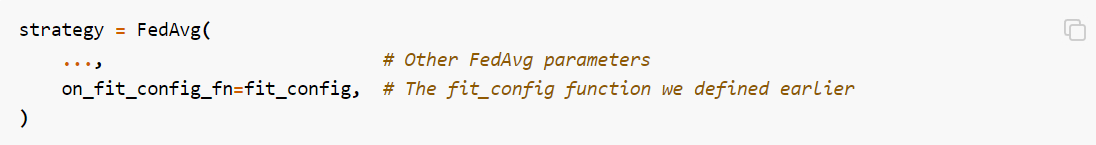 strategy = FedAvg(
    ...,                          # Other FedAvg parameters
    on_fit_config_fn=fit_config,  # The fit_config function we defined earlier
)